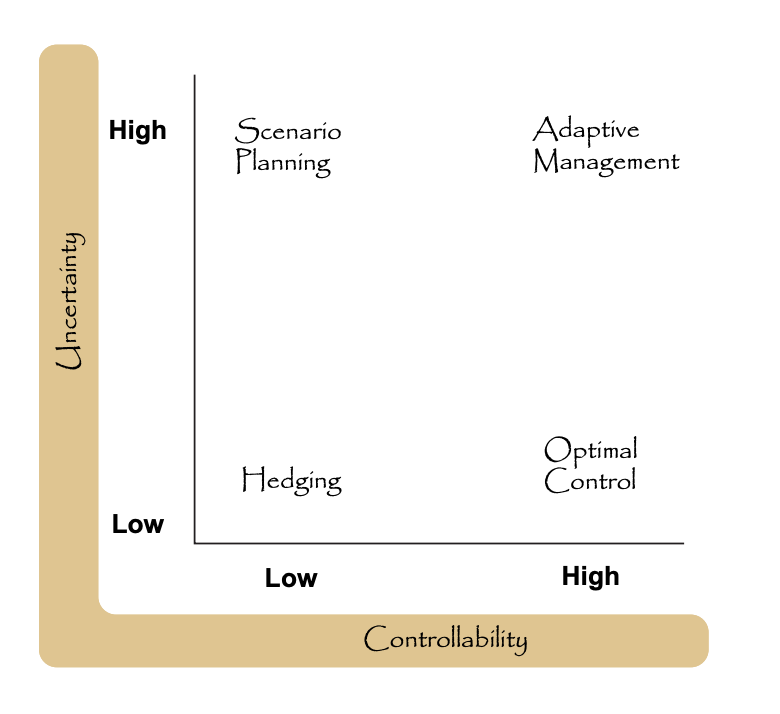 High
Scenario
Planning
Adaptive
Management
Uncertainty
Hedging
Optimal
Control
Low
Low
High
Controllability